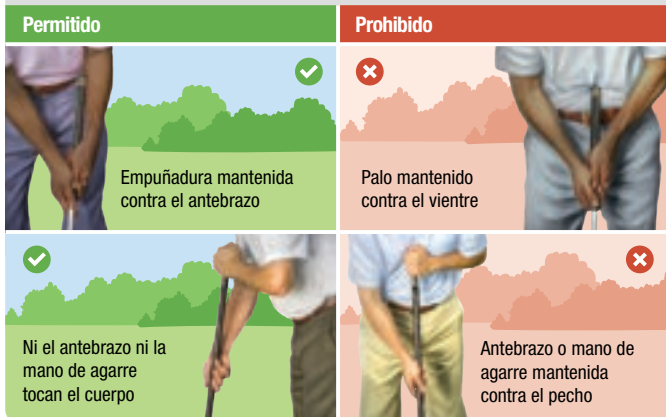 Permitido
Prohibido
Empuñadura mantenida
contra el antebrazo
Palo mantenido
contra el vientre
Ni el antebrazo ni la
mano de agarre
tocan el cuerpo
Antebrazo o mano de
agarre mantenida
contra el pecho